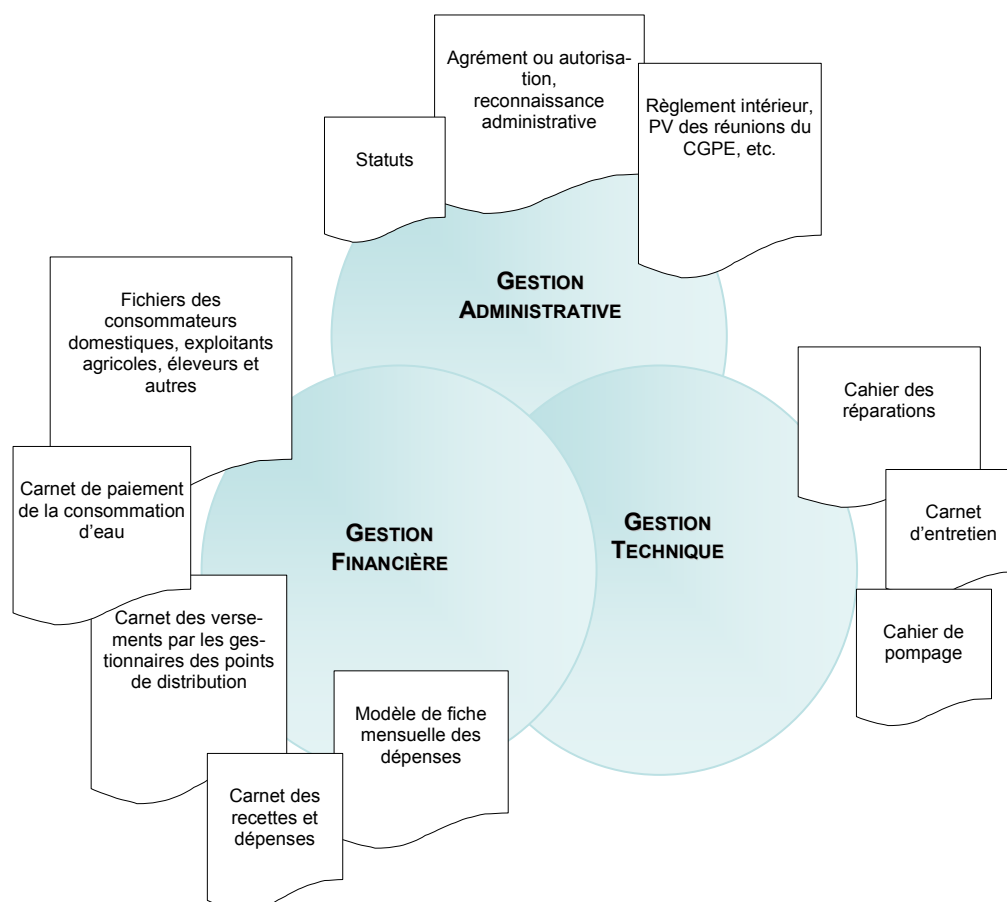 Agrément ou autorisa-
tion,
reconnaissance
administrative
Règlement intérieur,
PV des réunions du
CGPE, etc.
Statuts
GESTION
ADMINISTRATIVE
Fichiers des
consommateurs
domestiques, exploitants
agricoles, éleveurs et
autres
Cahier des
réparations
Carnet de paiement
de la consommation
d’eau
Carnet
d’entretien
GESTION
FINANCIÈRE
GESTION
TECHNIQUE
Carnet des verse-
ments par les ges-
tionnaires des points
de distribution
Cahier de
pompage
Modèle de fiche
mensuelle des
dépenses
Carnet des
recettes et
dépenses